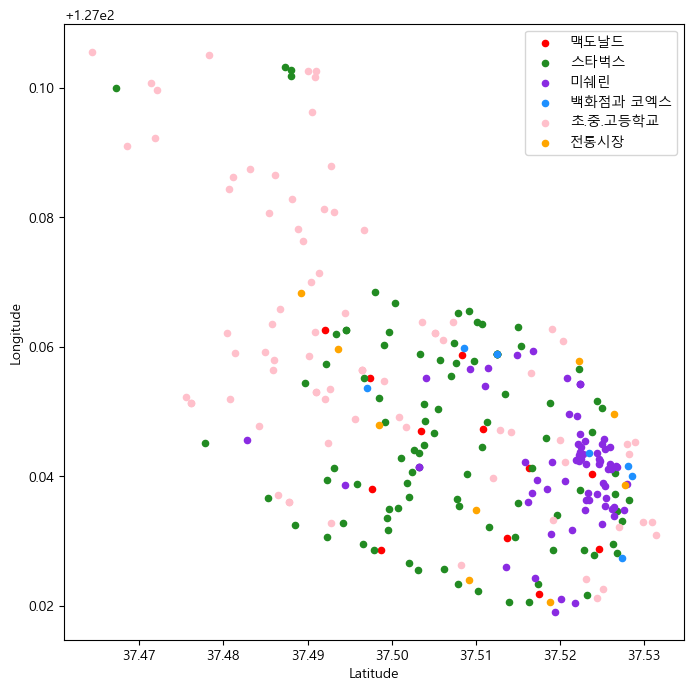 +1.27e2
맥도날드
스타벅스
미쉐린
백화점과 코엑스
초.중.고등학교
전통시장
0.10
0.08
0.06
0.04
0.02
Longitude
37.47 37.48 37.49 37.50 37.51 37.52 37.53
Latitude